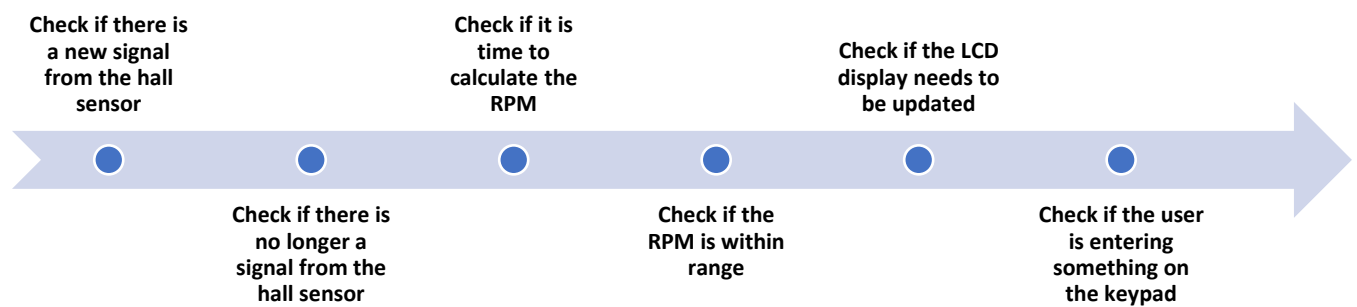 Check if there is
a new signal
from the hall
sensor
Check if there is
no longer a
signal from the
hall sensor
Check if it is
time to
calculate the
RPM
Check if the
RPM is within
range
Check if the LCD
display needs to
be updated
Check if the user
is entering
something on
the keypad